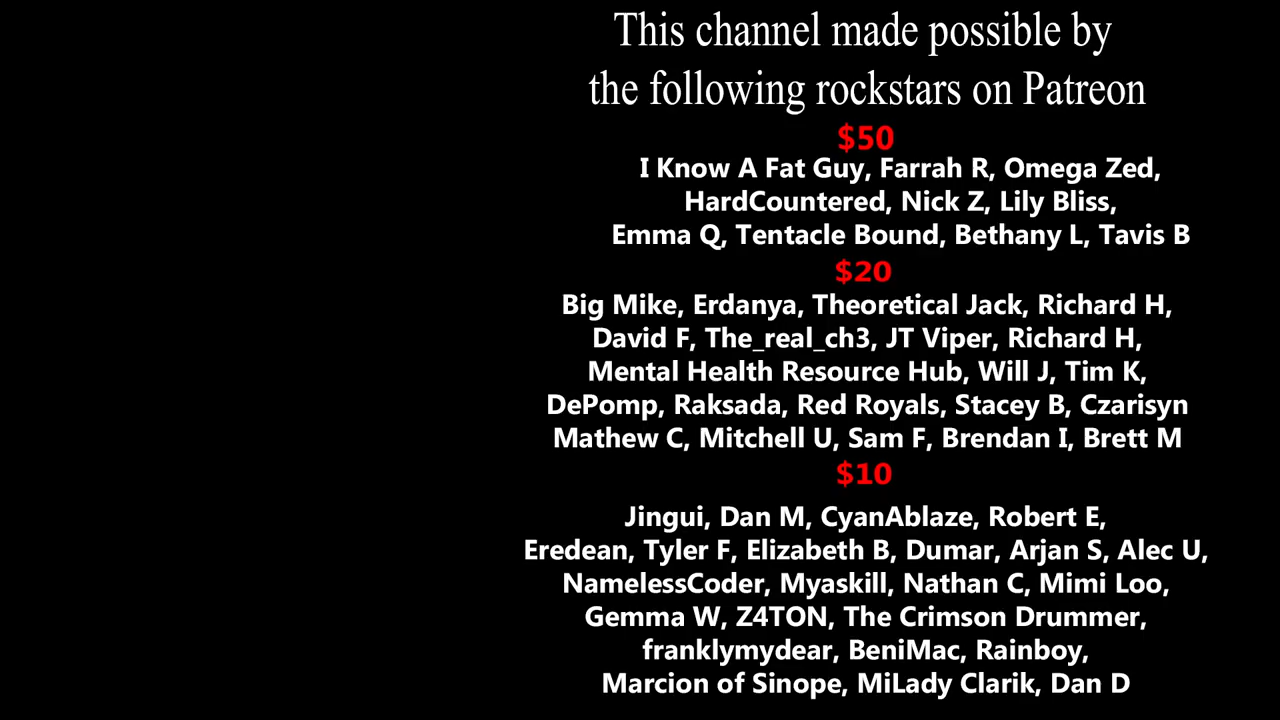 This channel made possible by
the following rockstars on Patreon
$50
I Know A Fat Guy, Farrah R, Omega Zed,
HardCountered, Nick Z, Lily Bliss,
Emma Q, Tentacle Bound, Bethany L, Tavis B
$20
Big Mike, Erdanya, Theoretical Jack, Richard H,
David F, The_real_ch3, JT Viper, Richard H,
Mental Health Resource Hub, Will J, Tim K,
DePomp, Raksada, Red Royals, Stacey B, Czarisyn
Mathew C, Mitchell U, Sam F, Brendan I, Brett M
$10
Jingui, Dan M, CyanAblaze, Robert E,
Eredean, Tyler F, Elizabeth B, Dumar, Arjan S, Alec U,
NamelessCoder, Myaskill, Nathan C, Mimi Loo,
Gemma W, Z4TON, The Crimson Drummer,
franklymydear, BeniMac, Rainboy,
Marcion of Sinope, MiLady Clarik, Dan D